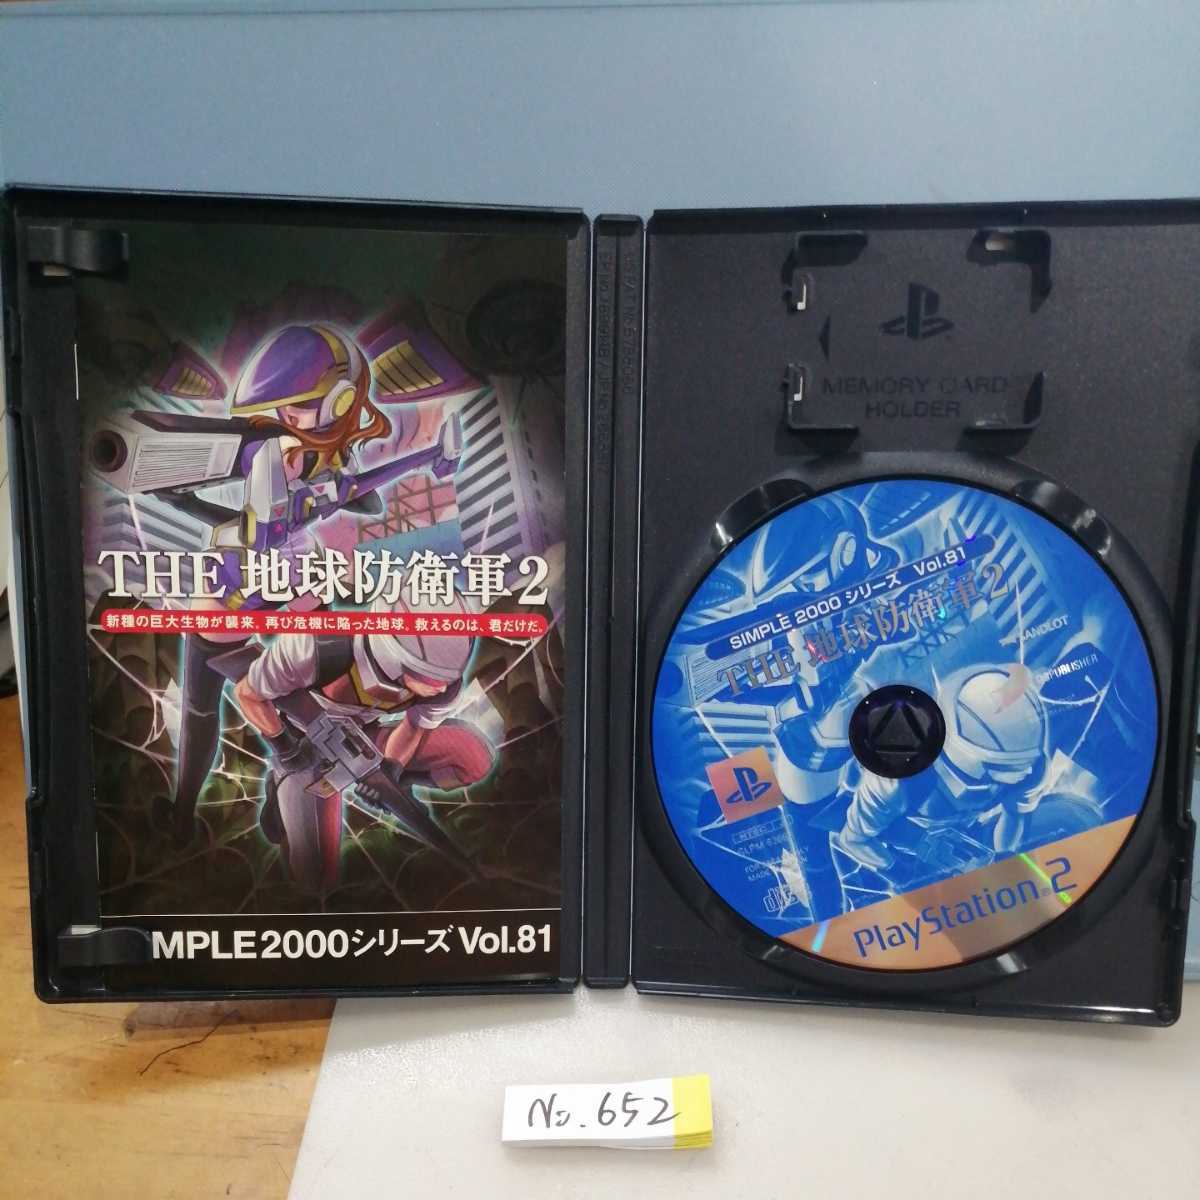 THE 地球防衛軍2
新種の巨大生物が襲来。再び危機に陥った地球。救えるのは、君だけだ。
MPLE2000シリーズ Vol.81
MEMORY CARD
HOLDER
SIMPLE 2000 シリーズ Vol.81
THE 地球防衛軍2
SANDLOT
PlayStation®2
No.652